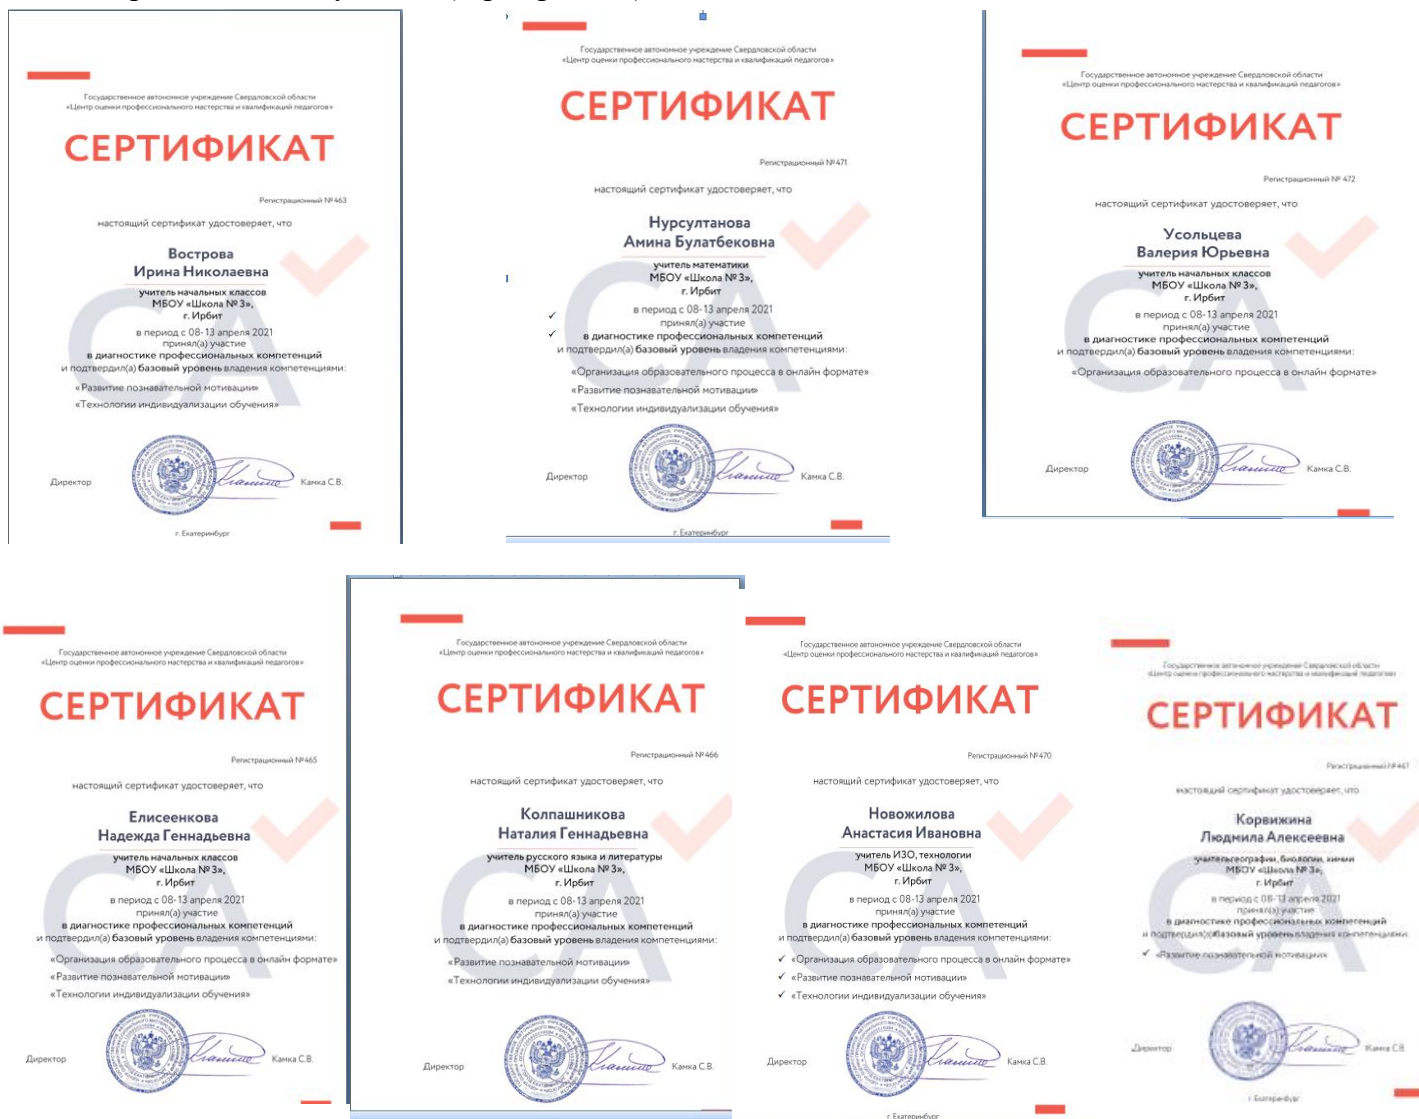 Государственное автономное учреждение Свердловской области
«Центр оценки профессионального мастерства и квалификаций педагогов»
СЕРТИФИКАТ
Регистрационный № 463
настоящий сертификат удостоверяет, что
Вострова
Ирина Николаевна
учитель начальных классов
МБОУ «Школа № 3»,
г. Ирбит
в период с 08-13 апреля 2021
принял(а) участие
в диагностике профессиональных компетенций
и подтвердил(а) базовый уровень владения компетенциями:
«Развитие познавательной мотивации»
«Технологии индивидуализации обучения»
Директор
Камка С.В.
г. Екатеринбург
Государственное автономное учреждение Свердловской области
«Центр оценки профессионального мастерства и квалификаций педагогов»
СЕРТИФИКАТ
Регистрационный № 471
настоящий сертификат удостоверяет, что
Нурсултанова
Амина Булатбековна
учитель математики
МБОУ «Школа № 3»,
г. Ирбит
в период с 08-13 апреля 2021
принял(а) участие
в диагностике профессиональных компетенций
и подтвердил(а) базовый уровень владения компетенциями:
«Организация образовательного процесса в онлайн формате»
«Развитие познавательной мотивации»
«Технологии индивидуализации обучения»
Директор
Камка С.В.
г. Екатеринбург
Государственное автономное учреждение Свердловской области
«Центр оценки профессионального мастерства и квалификаций педагогов»
СЕРТИФИКАТ
Регистрационный № 472
настоящий сертификат удостоверяет, что
Усольцева
Валерия Юрьевна
учитель начальных классов
МБОУ «Школа № 3»,
г. Ирбит
в период с 08-13 апреля 2021
принял(а) участие
в диагностике профессиональных компетенций
и подтвердил(а) базовый уровень владения компетенциями:
«Организация образовательного процесса в онлайн формате»
Директор
Камка С.В.
Государственное автономное учреждение Свердловской области
«Центр оценки профессионального мастерства и квалификаций педагогов»
СЕРТИФИКАТ
Регистрационный № 465
настоящий сертификат удостоверяет, что
Елисеенкова
Надежда Геннадьевна
учитель начальных классов
МБОУ «Школа № 3»,
г. Ирбит
в период с 08-13 апреля 2021
принял(а) участие
в диагностике профессиональных компетенций
и подтвердил(а) базовый уровень владения компетенциями:
«Организация образовательного процесса в онлайн формате»
«Развитие познавательной мотивации»
«Технологии индивидуализации обучения»
Директор
Камка С.В.
Государственное автономное учреждение Свердловской области
«Центр оценки профессионального мастерства и квалификаций педагогов»
СЕРТИФИКАТ
Регистрационный № 466
настоящий сертификат удостоверяет, что
Колпашникова
Наталия Геннадьевна
учитель русского языка и литературы
МБОУ «Школа № 3»,
г. Ирбит
в период с 08-13 апреля 2021
принял(а) участие
в диагностике профессиональных компетенций
и подтвердил(а) базовый уровень владения компетенциями:
«Развитие познавательной мотивации»
«Технологии индивидуализации обучения»
Директор
Камка С.В.
Государственное автономное учреждение Свердловской области
«Центр оценки профессионального мастерства и квалификаций педагогов»
СЕРТИФИКАТ
Регистрационный № 470
настоящий сертификат удостоверяет, что
Новожилова
Анастасия Ивановна
учитель ИЗО, технологии
МБОУ «Школа № 3»,
г. Ирбит
в период с 08-13 апреля 2021
принял(а) участие
в диагностике профессиональных компетенций
и подтвердил(а) базовый уровень владения компетенциями:
«Организация образовательного процесса в онлайн формате»
«Развитие познавательной мотивации»
«Технологии индивидуализации обучения»
Директор
Камка С.В.
г. Екатеринбург
Государственное автономное учреждение Свердловской области
«Центр оценки профессионального мастерства и квалификаций педагогов»
СЕРТИФИКАТ
Регистрационный №
настоящий сертификат удостоверяет, что
Корвижина
Людмила Алексеевна
учитель географии, биологии, химии
МБОУ «Школа № 3»,
г. Ирбит
в период с 08-13 апреля 2021
принял(а) участие
в диагностике профессиональных компетенций
и подтвердил(а) базовый уровень владения компетенциями:
«Развитие познавательной мотивации»
Директор
Камка С.В.
г. Екатеринбург